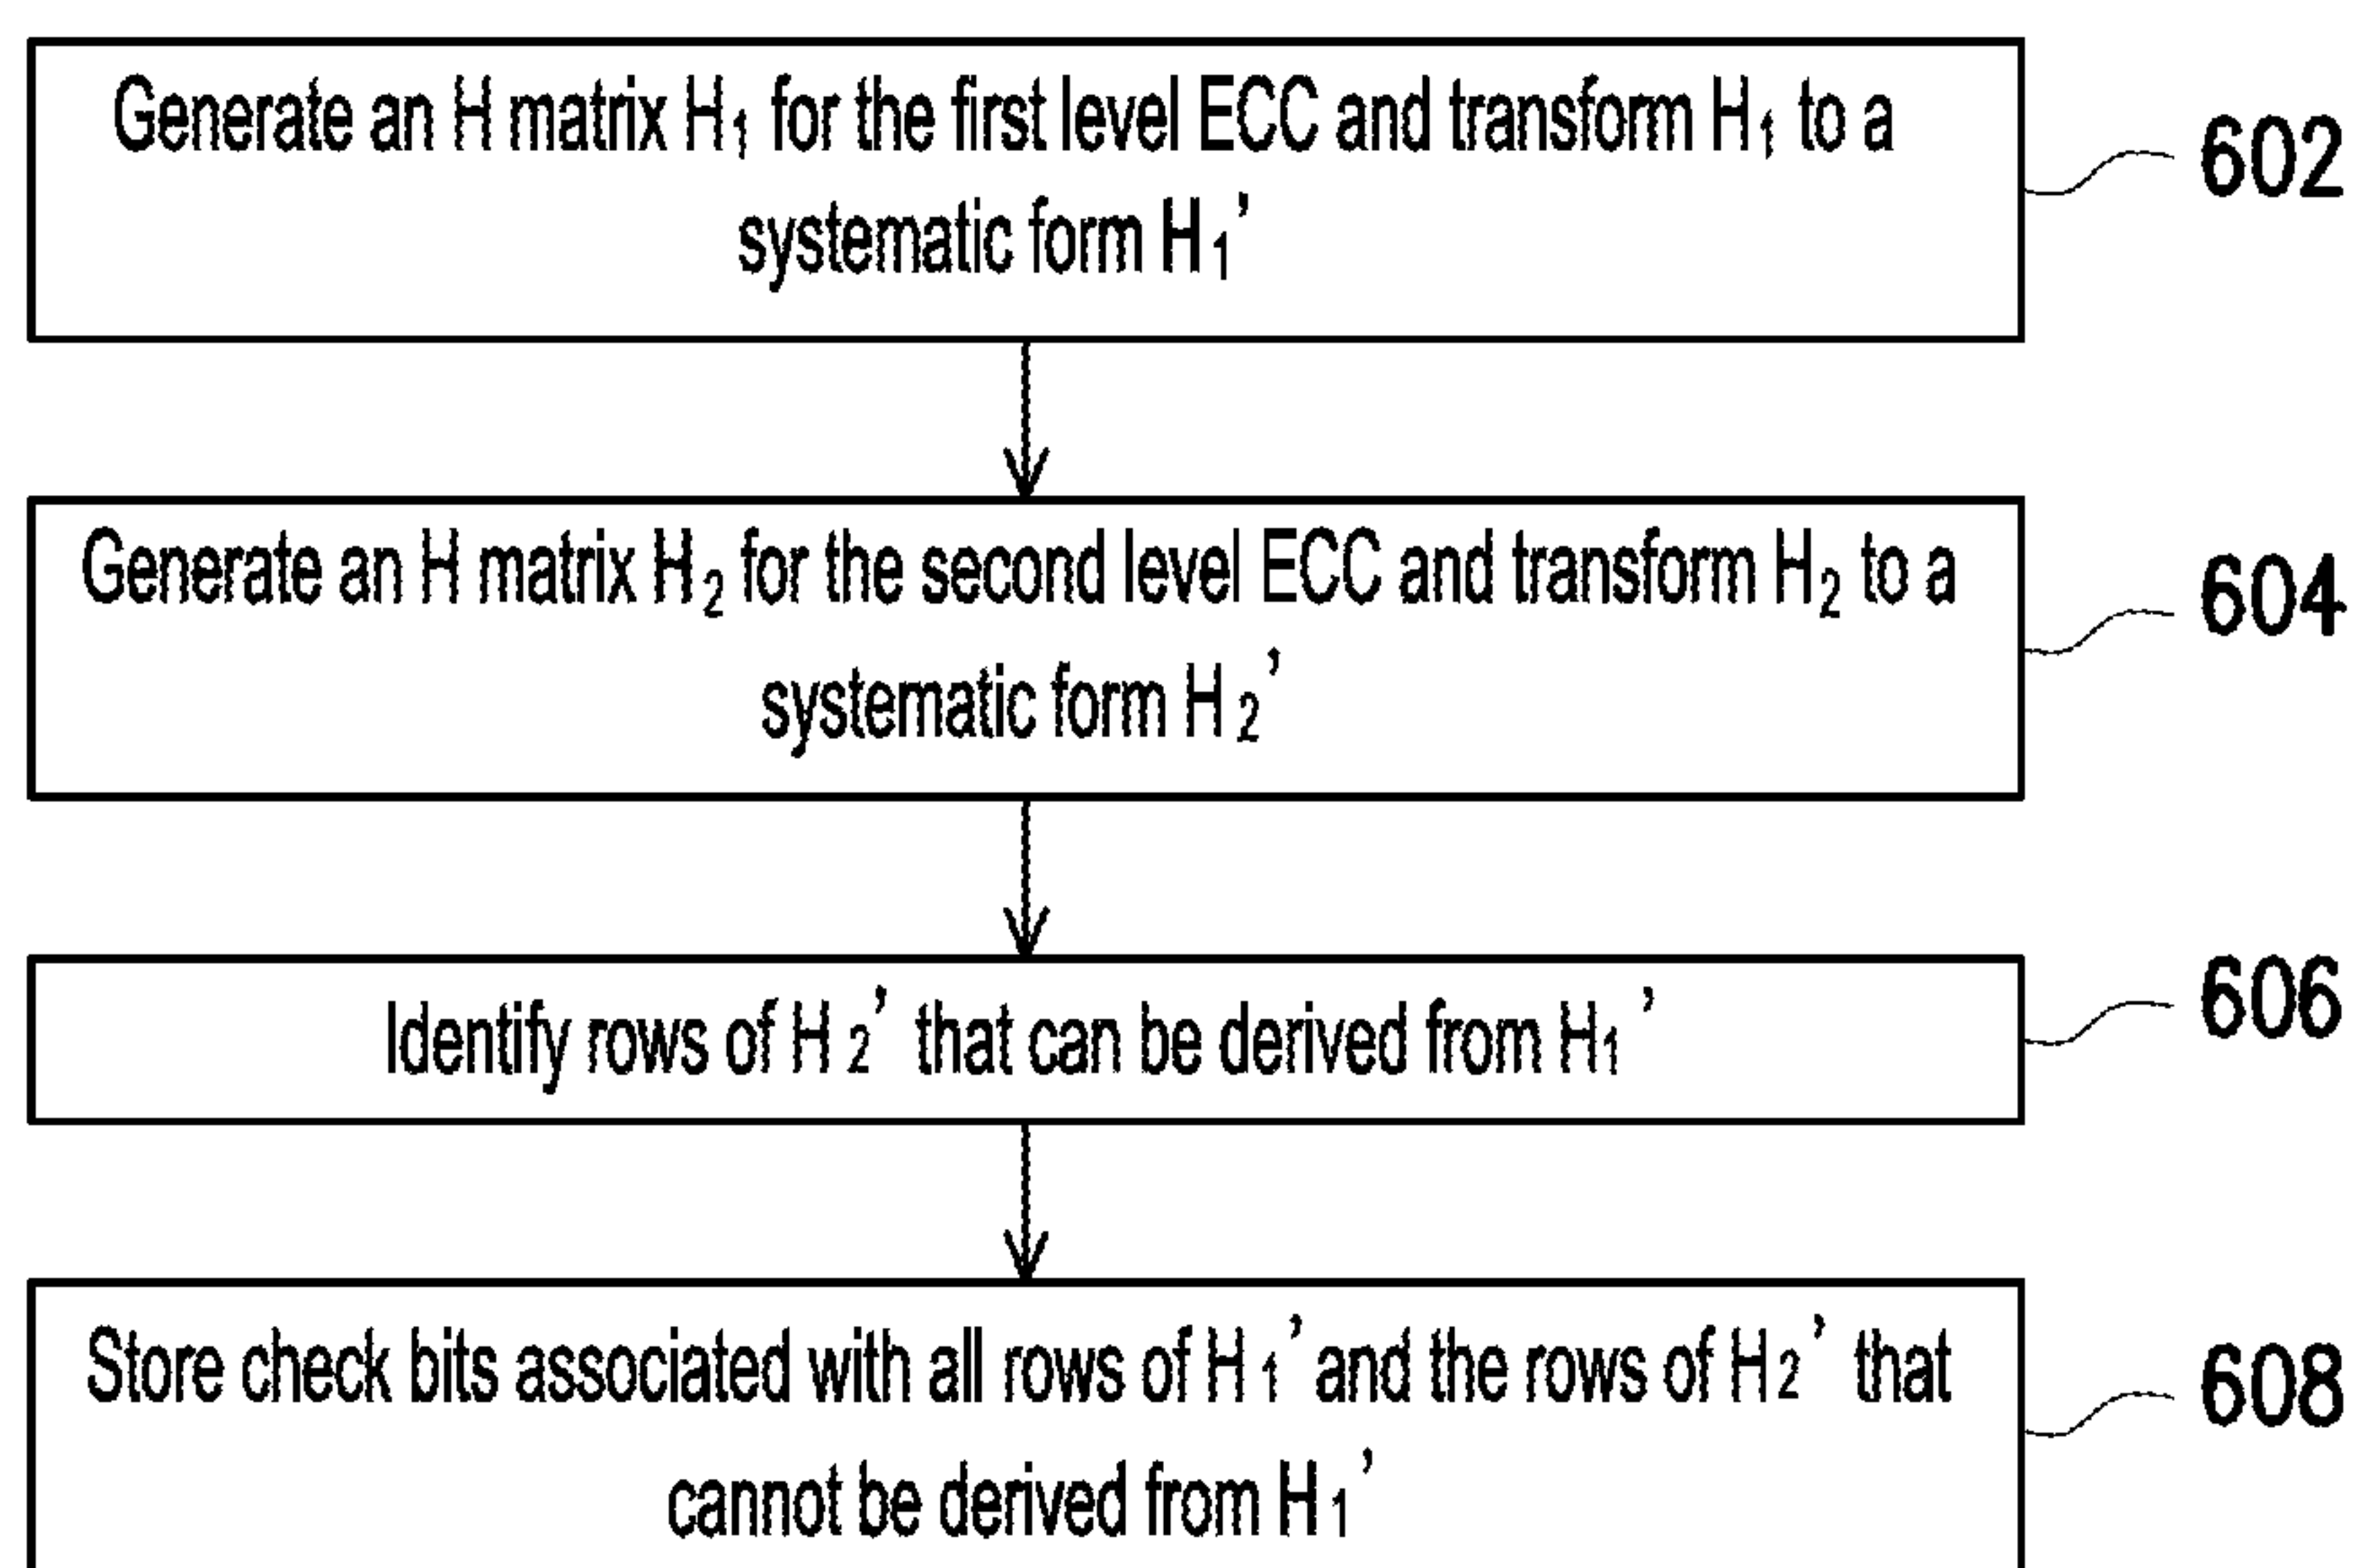 Generate an H matrix H₁ for the first level ECC and transform H₁ to a
systematic form H₁’
602
Generate an H matrix H₂ for the second level ECC and transform H₂ to a
systematic form H₂’
604
Identify rows of H₂’ that can be derived from H₁’
606
Store check bits associated with all rows of H₁’ and the rows of H₂’ that
cannot be derived from H₁’
608